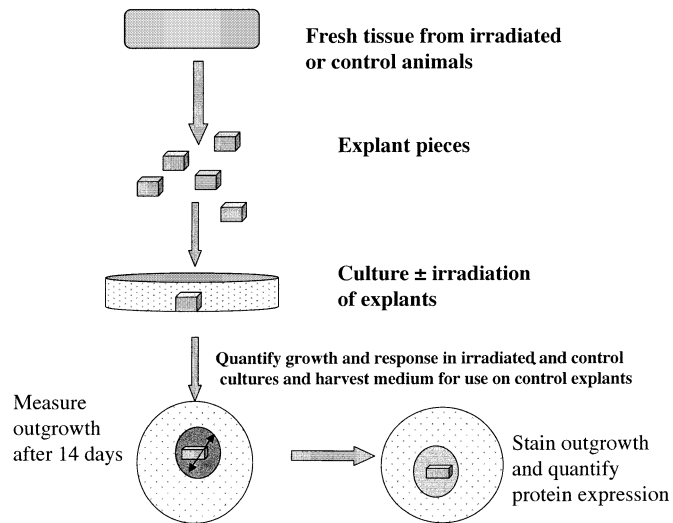 Fresh tissue from irradiated
or control animals
Explant pieces
Culture ± irradiation
of explants
Quantify growth and response in irradiated, and control
cultures and harvest medium for use on control explants
Measure
outgrowth
after 14 days
Stain outgrowth
and quantify
protein expression